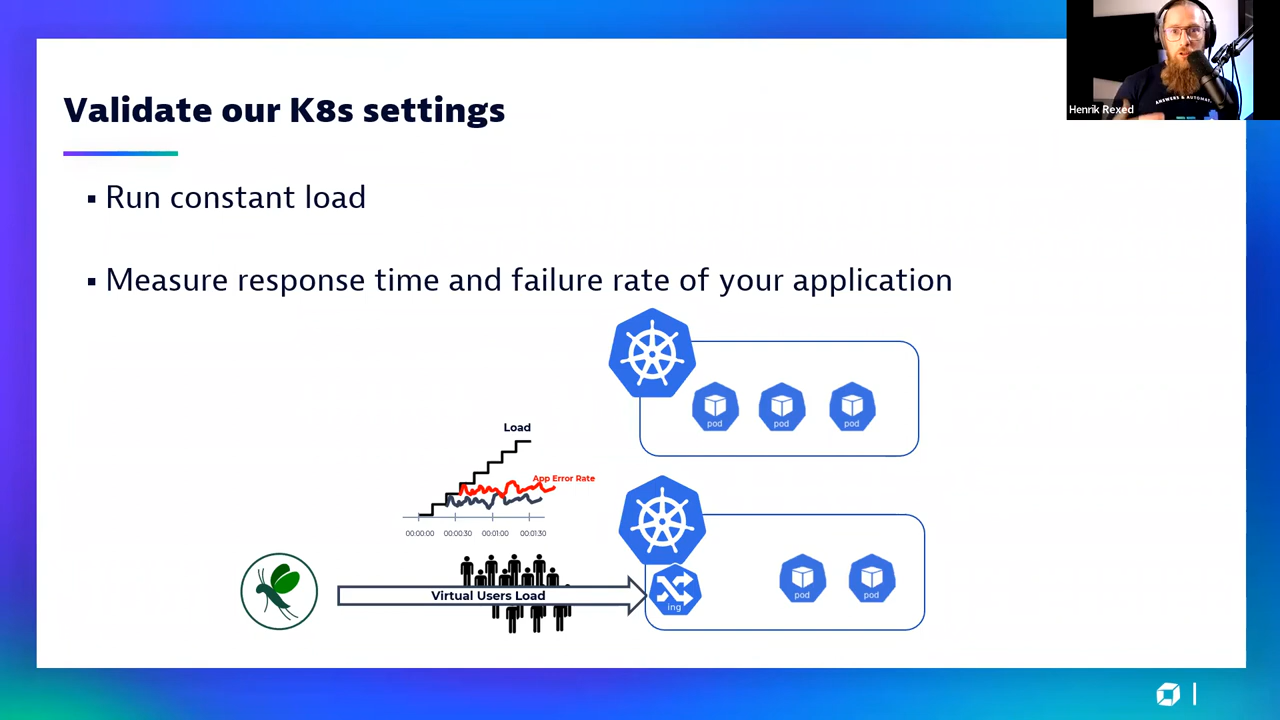 Validate our K8s settings
ANSWERS & AUTOMAT
Henrik Rexed
▪ Run constant load
▪ Measure response time and failure rate of your application
pod pod pod
Load
App Error Rate
00:00:00 00:00:30 00:01:00 00:01:30
Virtual Users Load
ing
pod pod